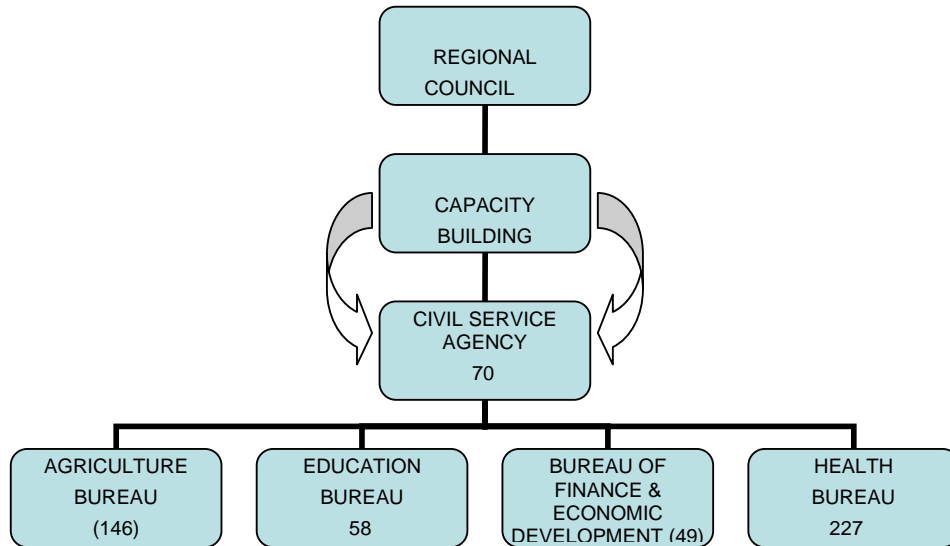 REGIONAL
COUNCIL
CAPACITY
BUILDING
CIVIL SERVICE
AGENCY
70
AGRICULTURE
BUREAU
(146)
EDUCATION
BUREAU
58
BUREAU OF
FINANCE &
ECONOMIC
DEVELOPMENT (49)
HEALTH
BUREAU
227